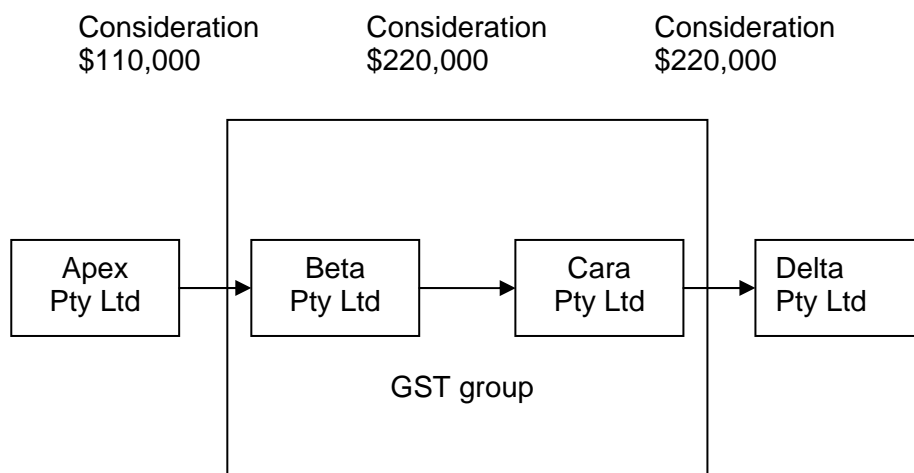 Consideration
$110,000
Consideration
$220,000
Consideration
$220,000
Apex
Pty Ltd
Beta
Pty Ltd
Cara
Pty Ltd
Delta
Pty Ltd
GST group